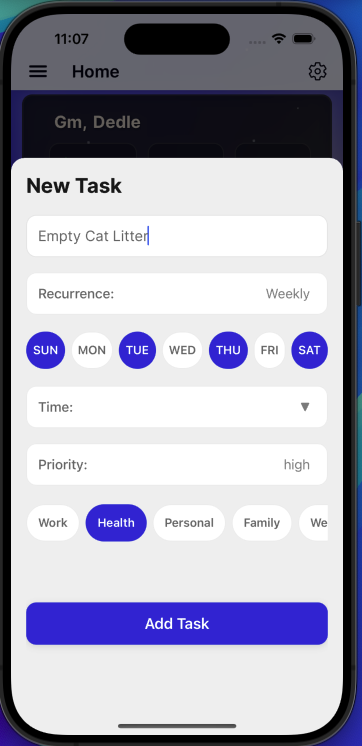 11:07
Home
Gm, Dedle
New Task
Empty Cat Litter
Recurrence: Weekly
SUN MON TUE WED THU FRI SAT
Time: ▼
Priority: high
Work Health Personal Family We
Add Task